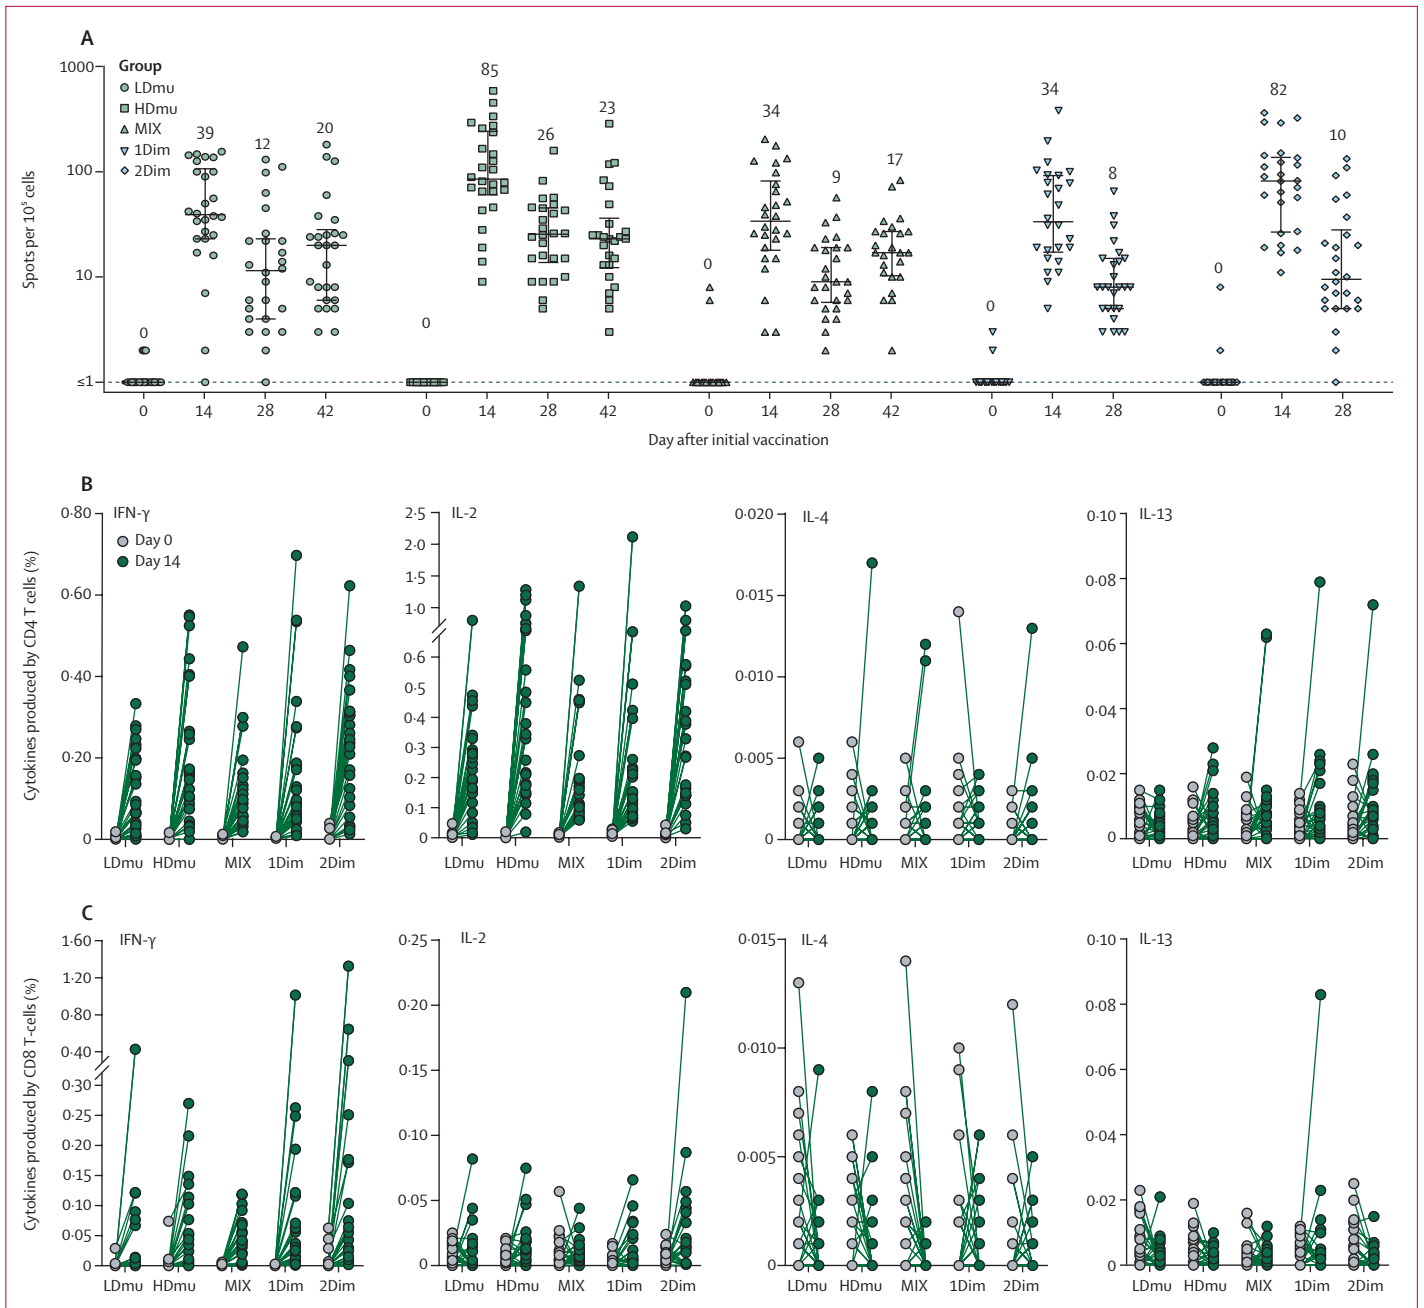 A
Group
LDmu
HDmu
MIX
1Dim
2Dim
Spots per 10⁵ cells
1000
100
10
≤1
0 39 12 20
0 85 26 23
0 34 9 17
0 34 8
0 82 10
0 14 28 42 0 14 28 42 0 14 28 42 0 14 28 0 14 28
Day after initial vaccination
B
Cytokines produced by CD4 T cells (%)
IFN-γ
Day 0
Day 14
0·80
0·60
0·40
0·20
0
LDmu HDmu MIX 1Dim 2Dim
IL-2
2·5
2·0
1·5
1·0
0·6
0·4
0·3
0·2
0·1
0
LDmu HDmu MIX 1Dim 2Dim
IL-4
0·020
0·015
0·010
0·005
0
LDmu HDmu MIX 1Dim 2Dim
IL-13
0·10
0·08
0·06
0·04
0·02
0
LDmu HDmu MIX 1Dim 2Dim
C
Cytokines produced by CD8 T-cells (%)
IFN-γ
1·60
1·20
0·80
0·40
0·30
0·25
0·20
0·15
0·10
0·05
0
LDmu HDmu MIX 1Dim 2Dim
IL-2
0·25
0·20
0·15
0·10
0·05
0
LDmu HDmu MIX 1Dim 2Dim
IL-4
0·015
0·010
0·005
0
LDmu HDmu MIX 1Dim 2Dim
IL-13
0·10
0·08
0·06
0·04
0·02
0
LDmu HDmu MIX 1Dim 2Dim